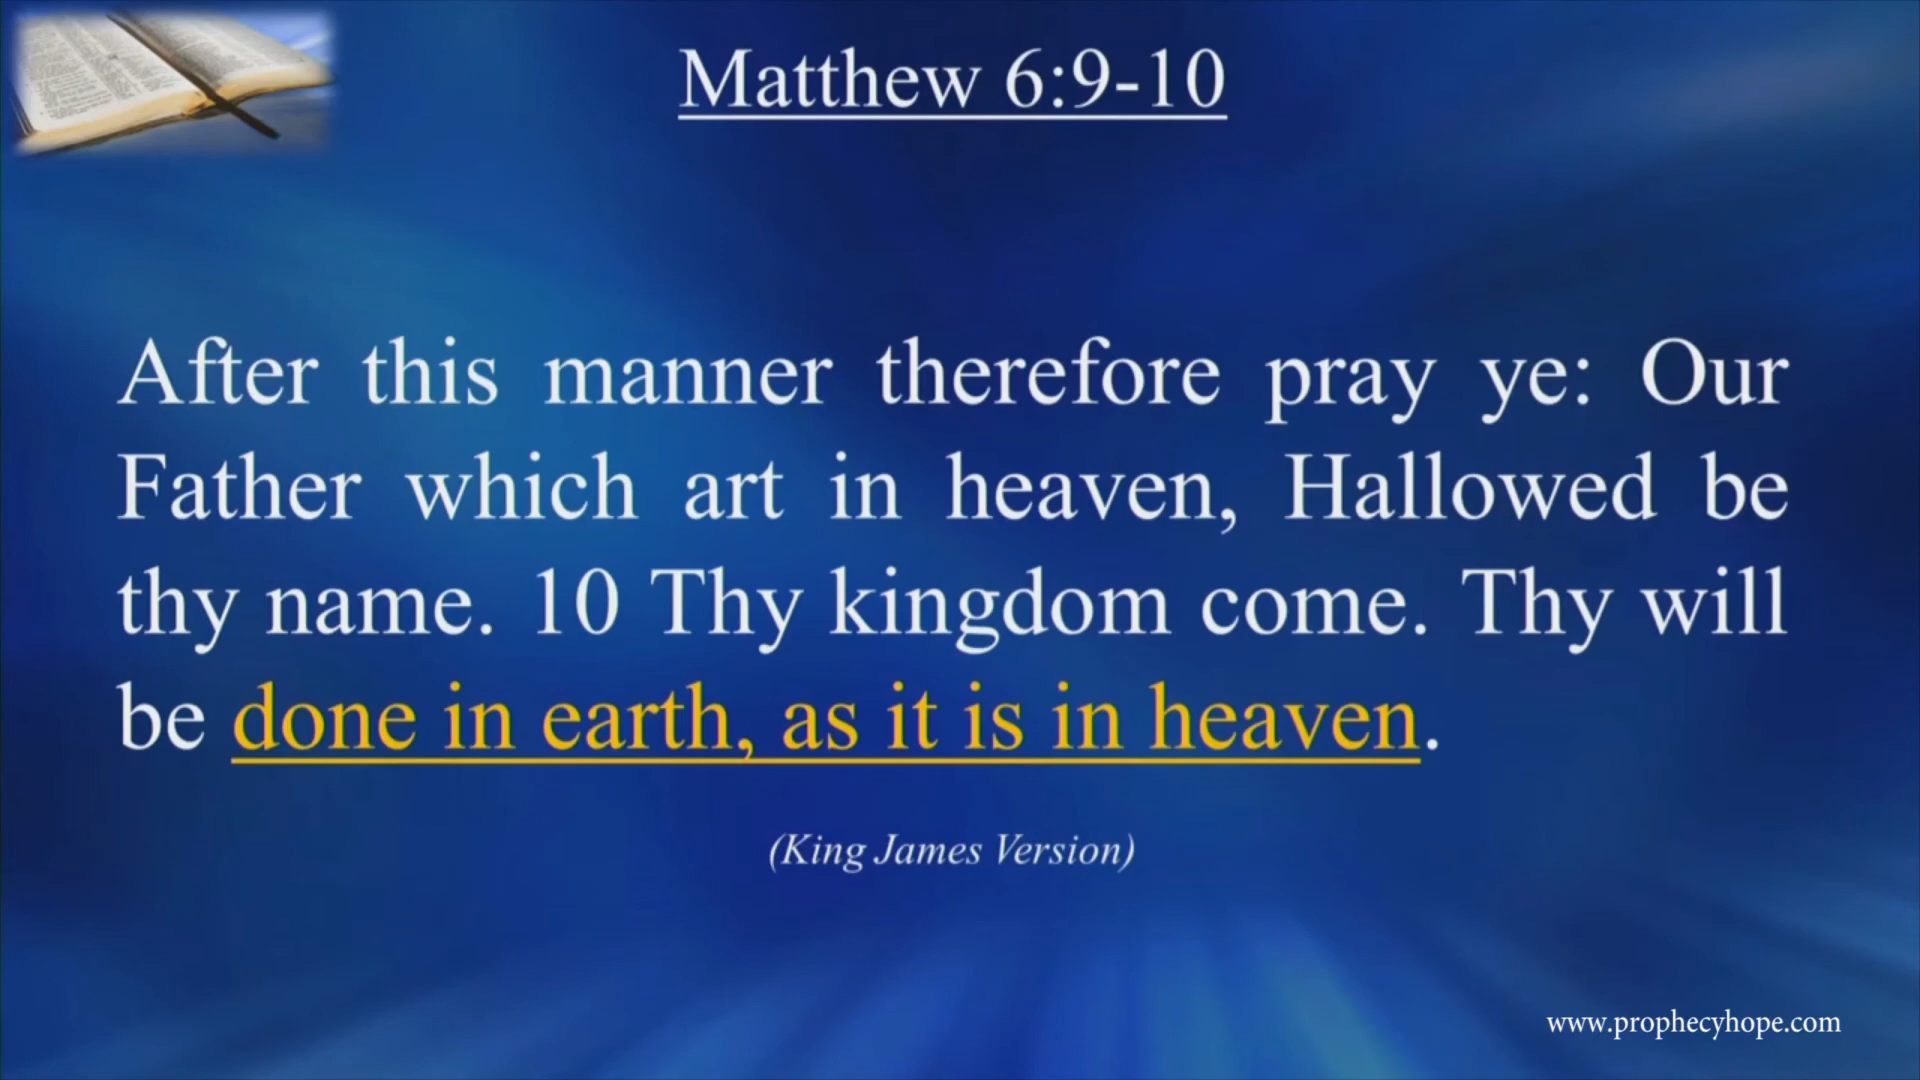 Matthew 6:9-10
After this manner therefore pray ye: Our
Father which art in heaven, Hallowed be
thy name. 10 Thy kingdom come. Thy will
be done in earth, as it is in heaven.
(King James Version)
www.prophecyhope.com